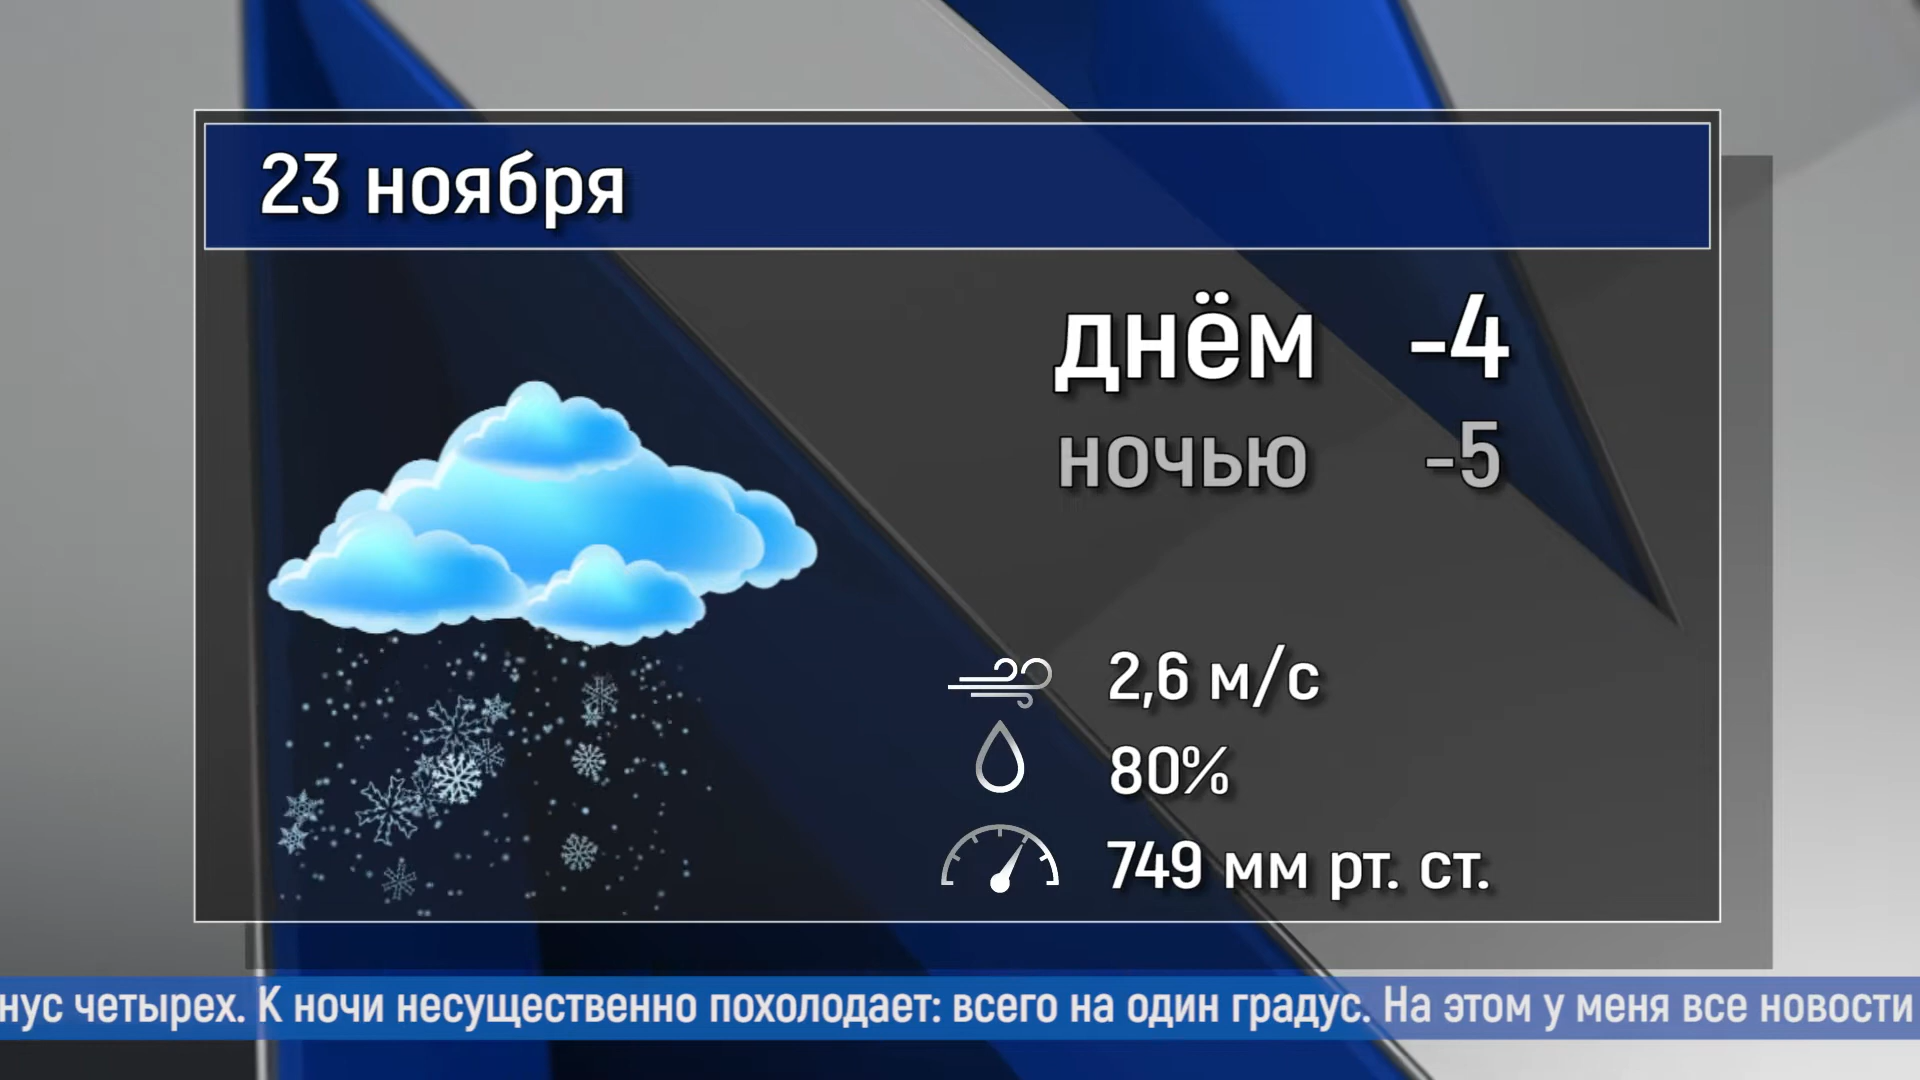 23 ноября
днём -4
ночью -5
2,6 м/с
80%
749 мм рт. ст.
четырех. К ночи несущественно похолодает: всего на один градус. На этом у меня все новости